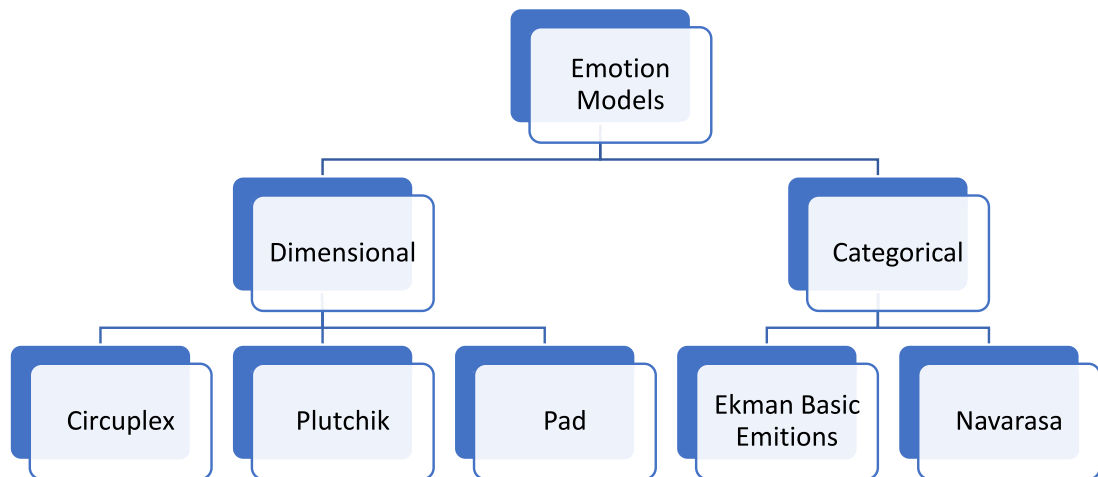 Emotion
Models
Dimensional
Categorical
Circuplex
Plutchik
Pad
Ekman Basic
Emitions
Navarasa